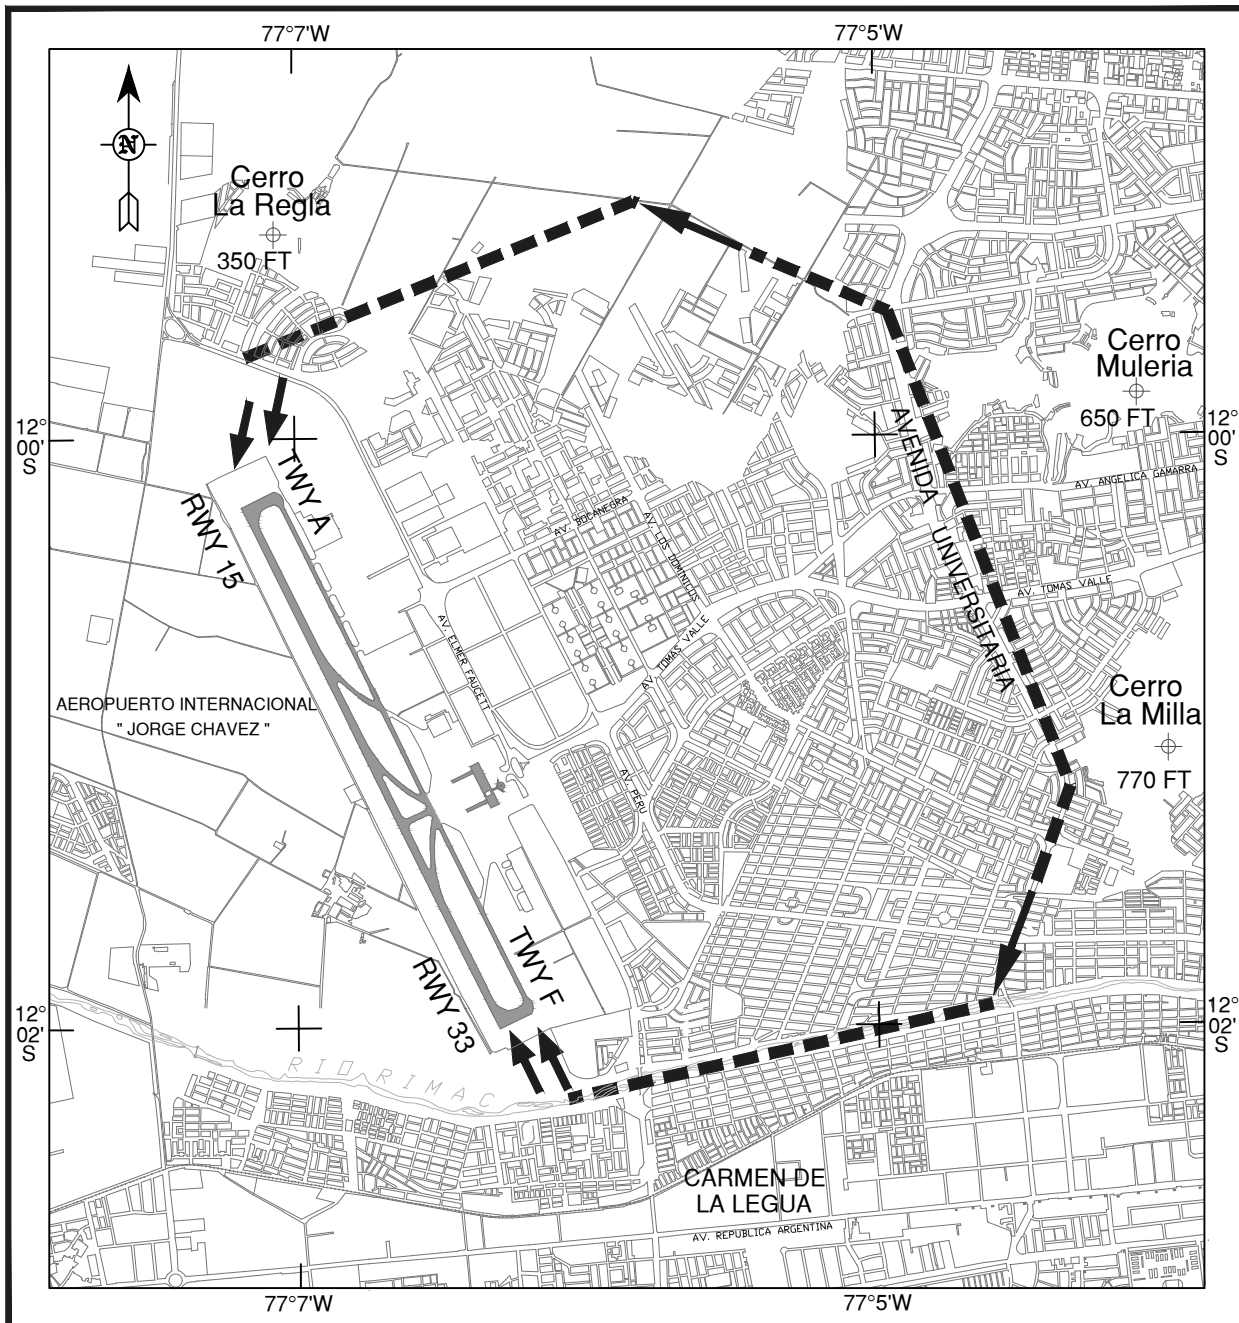 77°7'W
77°5'W
N
Cerro
La Regla
350 FT
Cerro
Muleria
650 FT
12°
00'
S
12°
00'
S
TWY A
RWY 15
AVENIDA UNIVERSITARIA
AV. ANGELICA GAMARRA
AV. BOCANEGRA
AV. LOS DOMINICOS
AV. TOMAS VALLE
AV. TOMAS VALLE
AV. ELMER FAUCETT
AEROPUERTO INTERNACIONAL
" JORGE CHAVEZ "
Cerro
La Milla
770 FT
AV. PERU
TWY F
RWY 33
12°
02'
S
12°
02'
S
RIO RIMAC
CARMEN DE
LA LEGUA
AV. REPUBLICA ARGENTINA
77°7'W
77°5'W